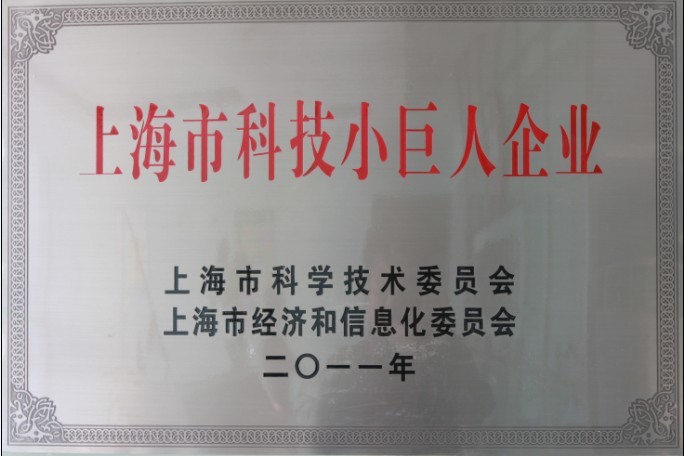 上海市科技小巨人企业
上海市科学技术委员会
上海市经济和信息化委员会
二〇一一年